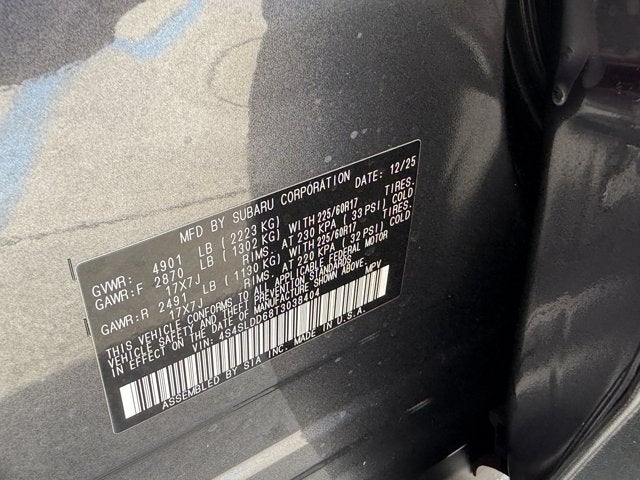 MFD BY SUBARU CORPORATION DATE: 12/25
GVWR: 4901 LB ( 2223 KG)
GAWR:F 2870 LB ( 1302 KG) WITH 225/60R17 TIRES.
17X7J RIMS. AT 230 KPA ( 33 PSI) COLD
GAWR:R 2491 LB ( 1130 KG) WITH 225/60R17 TIRES.
17X7J RIMS. AT 220 KPA ( 32 PSI) COLD
THIS VEHICLE CONFORMS TO ALL APPLICABLE FEDERAL MOTOR
VEHICLE SAFETY AND THEFT PREVENTION STANDARDS
IN EFFECT ON THE DATE OF MANUFACTURE SHOWN ABOVE.
VIN: 4S4SLDD68T3038404 MPV
ASSEMBLED BY SIA INC. MADE IN U.S.A.